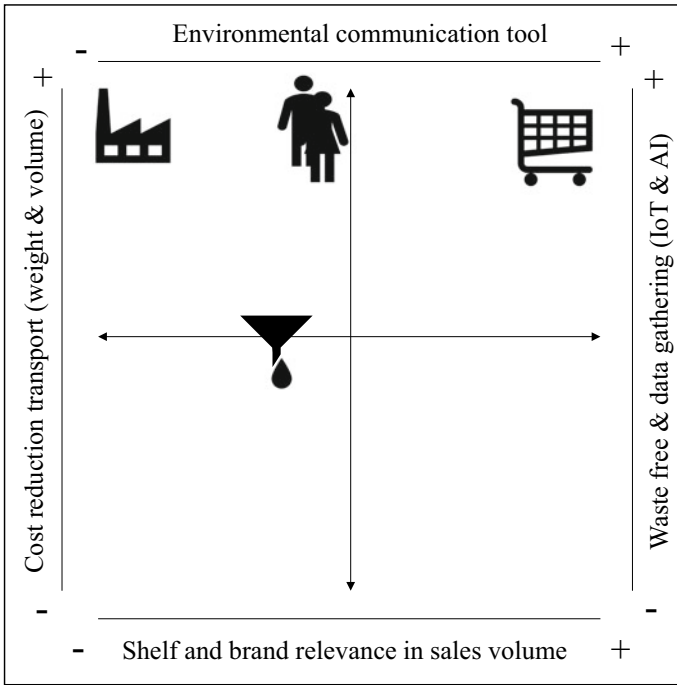 Environmental communication tool
- +
+ +
Cost reduction transport (weight & volume)
Waste free & data gathering (IoT & AI)
- -
- +
Shelf and brand relevance in sales volume